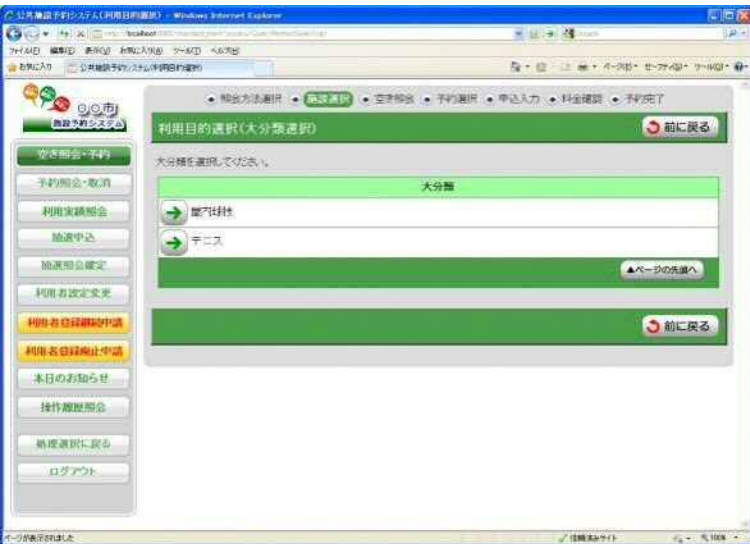 公共施設予約システム(利用目的選択) - Windows Internet Explorer
ファイル(F) 編集(E) 表示(V) お気に入り(A) ツール(T) ヘルプ(H)
お気に入り 公共施設予約システム(利用目的選択)
○○市
施設予約システム
照会方法選択 施設選択 空き照会 予約選択 申込入力 料金確認 予約完了
利用目的選択(大分類選択)
前に戻る
大分類を選択してください。
大分類
屋内球技
テニス
▲ページの先頭へ
前に戻る
空き照会・予約
予約照会・取消
利用実績照会
抽選申込
抽選照会確定
利用者設定変更
利用者登録継続申請
利用者登録廃止申請
本日のお知らせ
操作履歴照会
処理選択に戻る
ログアウト
ページが表示されました
信頼済みサイト
100%